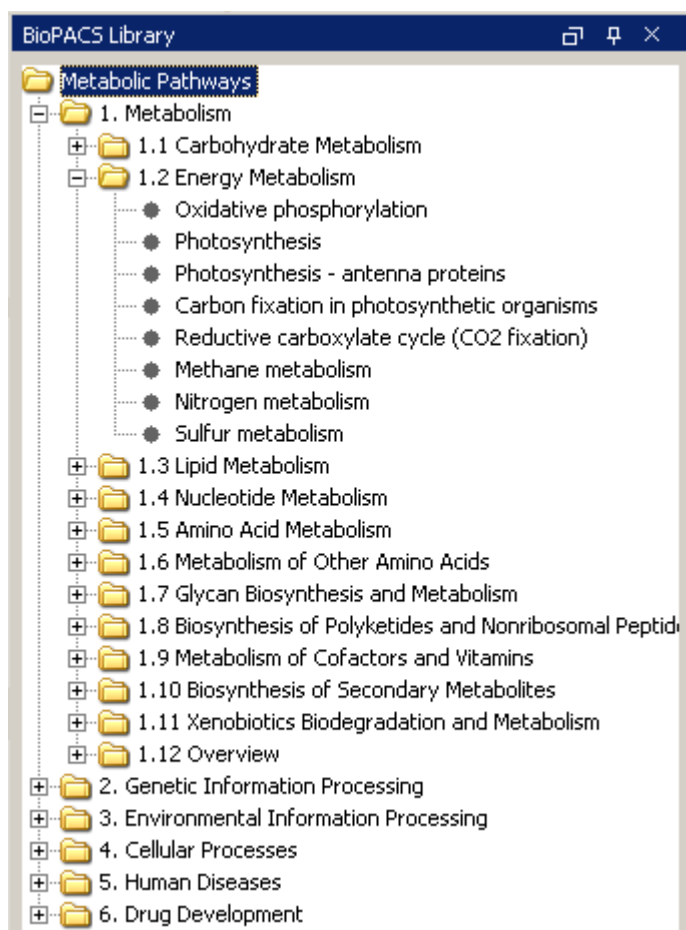 BioPACS Library
Metabolic Pathways
1. Metabolism
1.1 Carbohydrate Metabolism
1.2 Energy Metabolism
Oxidative phosphorylation
Photosynthesis
Photosynthesis - antenna proteins
Carbon fixation in photosynthetic organisms
Reductive carboxylate cycle (CO2 fixation)
Methane metabolism
Nitrogen metabolism
Sulfur metabolism
1.3 Lipid Metabolism
1.4 Nucleotide Metabolism
1.5 Amino Acid Metabolism
1.6 Metabolism of Other Amino Acids
1.7 Glycan Biosynthesis and Metabolism
1.8 Biosynthesis of Polyketides and Nonribosomal Peptid
1.9 Metabolism of Cofactors and Vitamins
1.10 Biosynthesis of Secondary Metabolites
1.11 Xenobiotics Biodegradation and Metabolism
1.12 Overview
2. Genetic Information Processing
3. Environmental Information Processing
4. Cellular Processes
5. Human Diseases
6. Drug Development